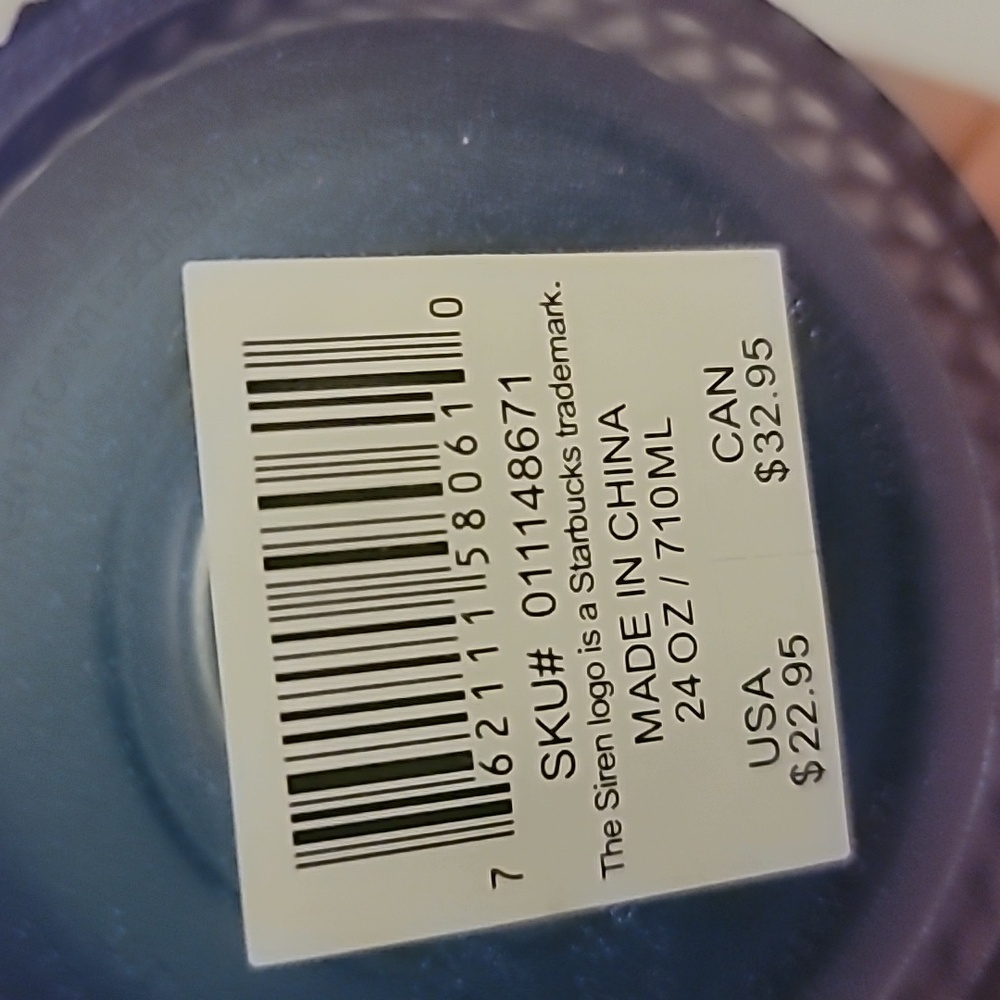 7 62111 58061 0
SKU# 011148671
The Siren logo is a Starbucks trademark.
MADE IN CHINA
24 OZ / 710ML
USA CAN
$22.95 $32.95